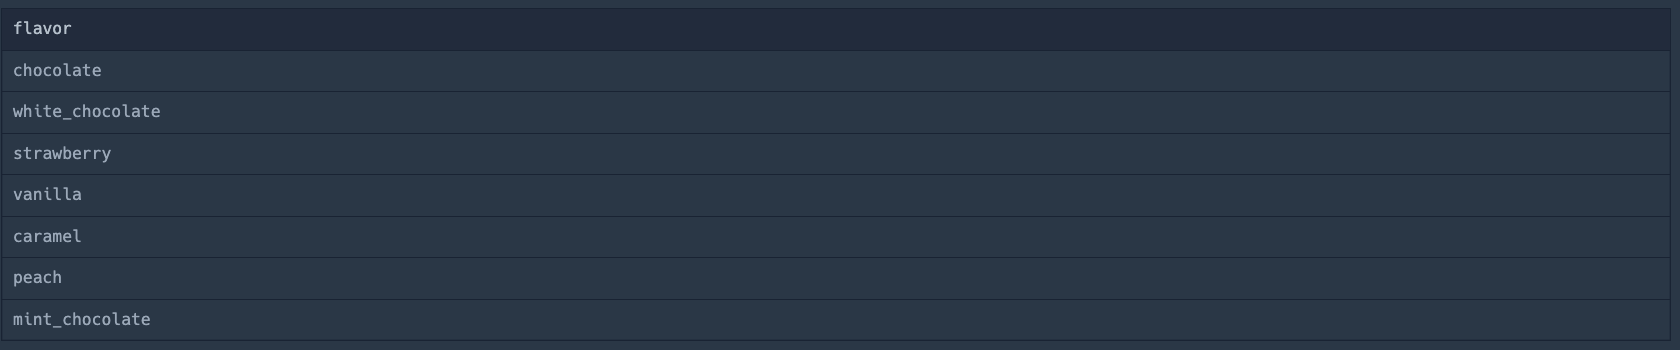 flavor
chocolate
white_chocolate
strawberry
vanilla
caramel
peach
mint_chocolate